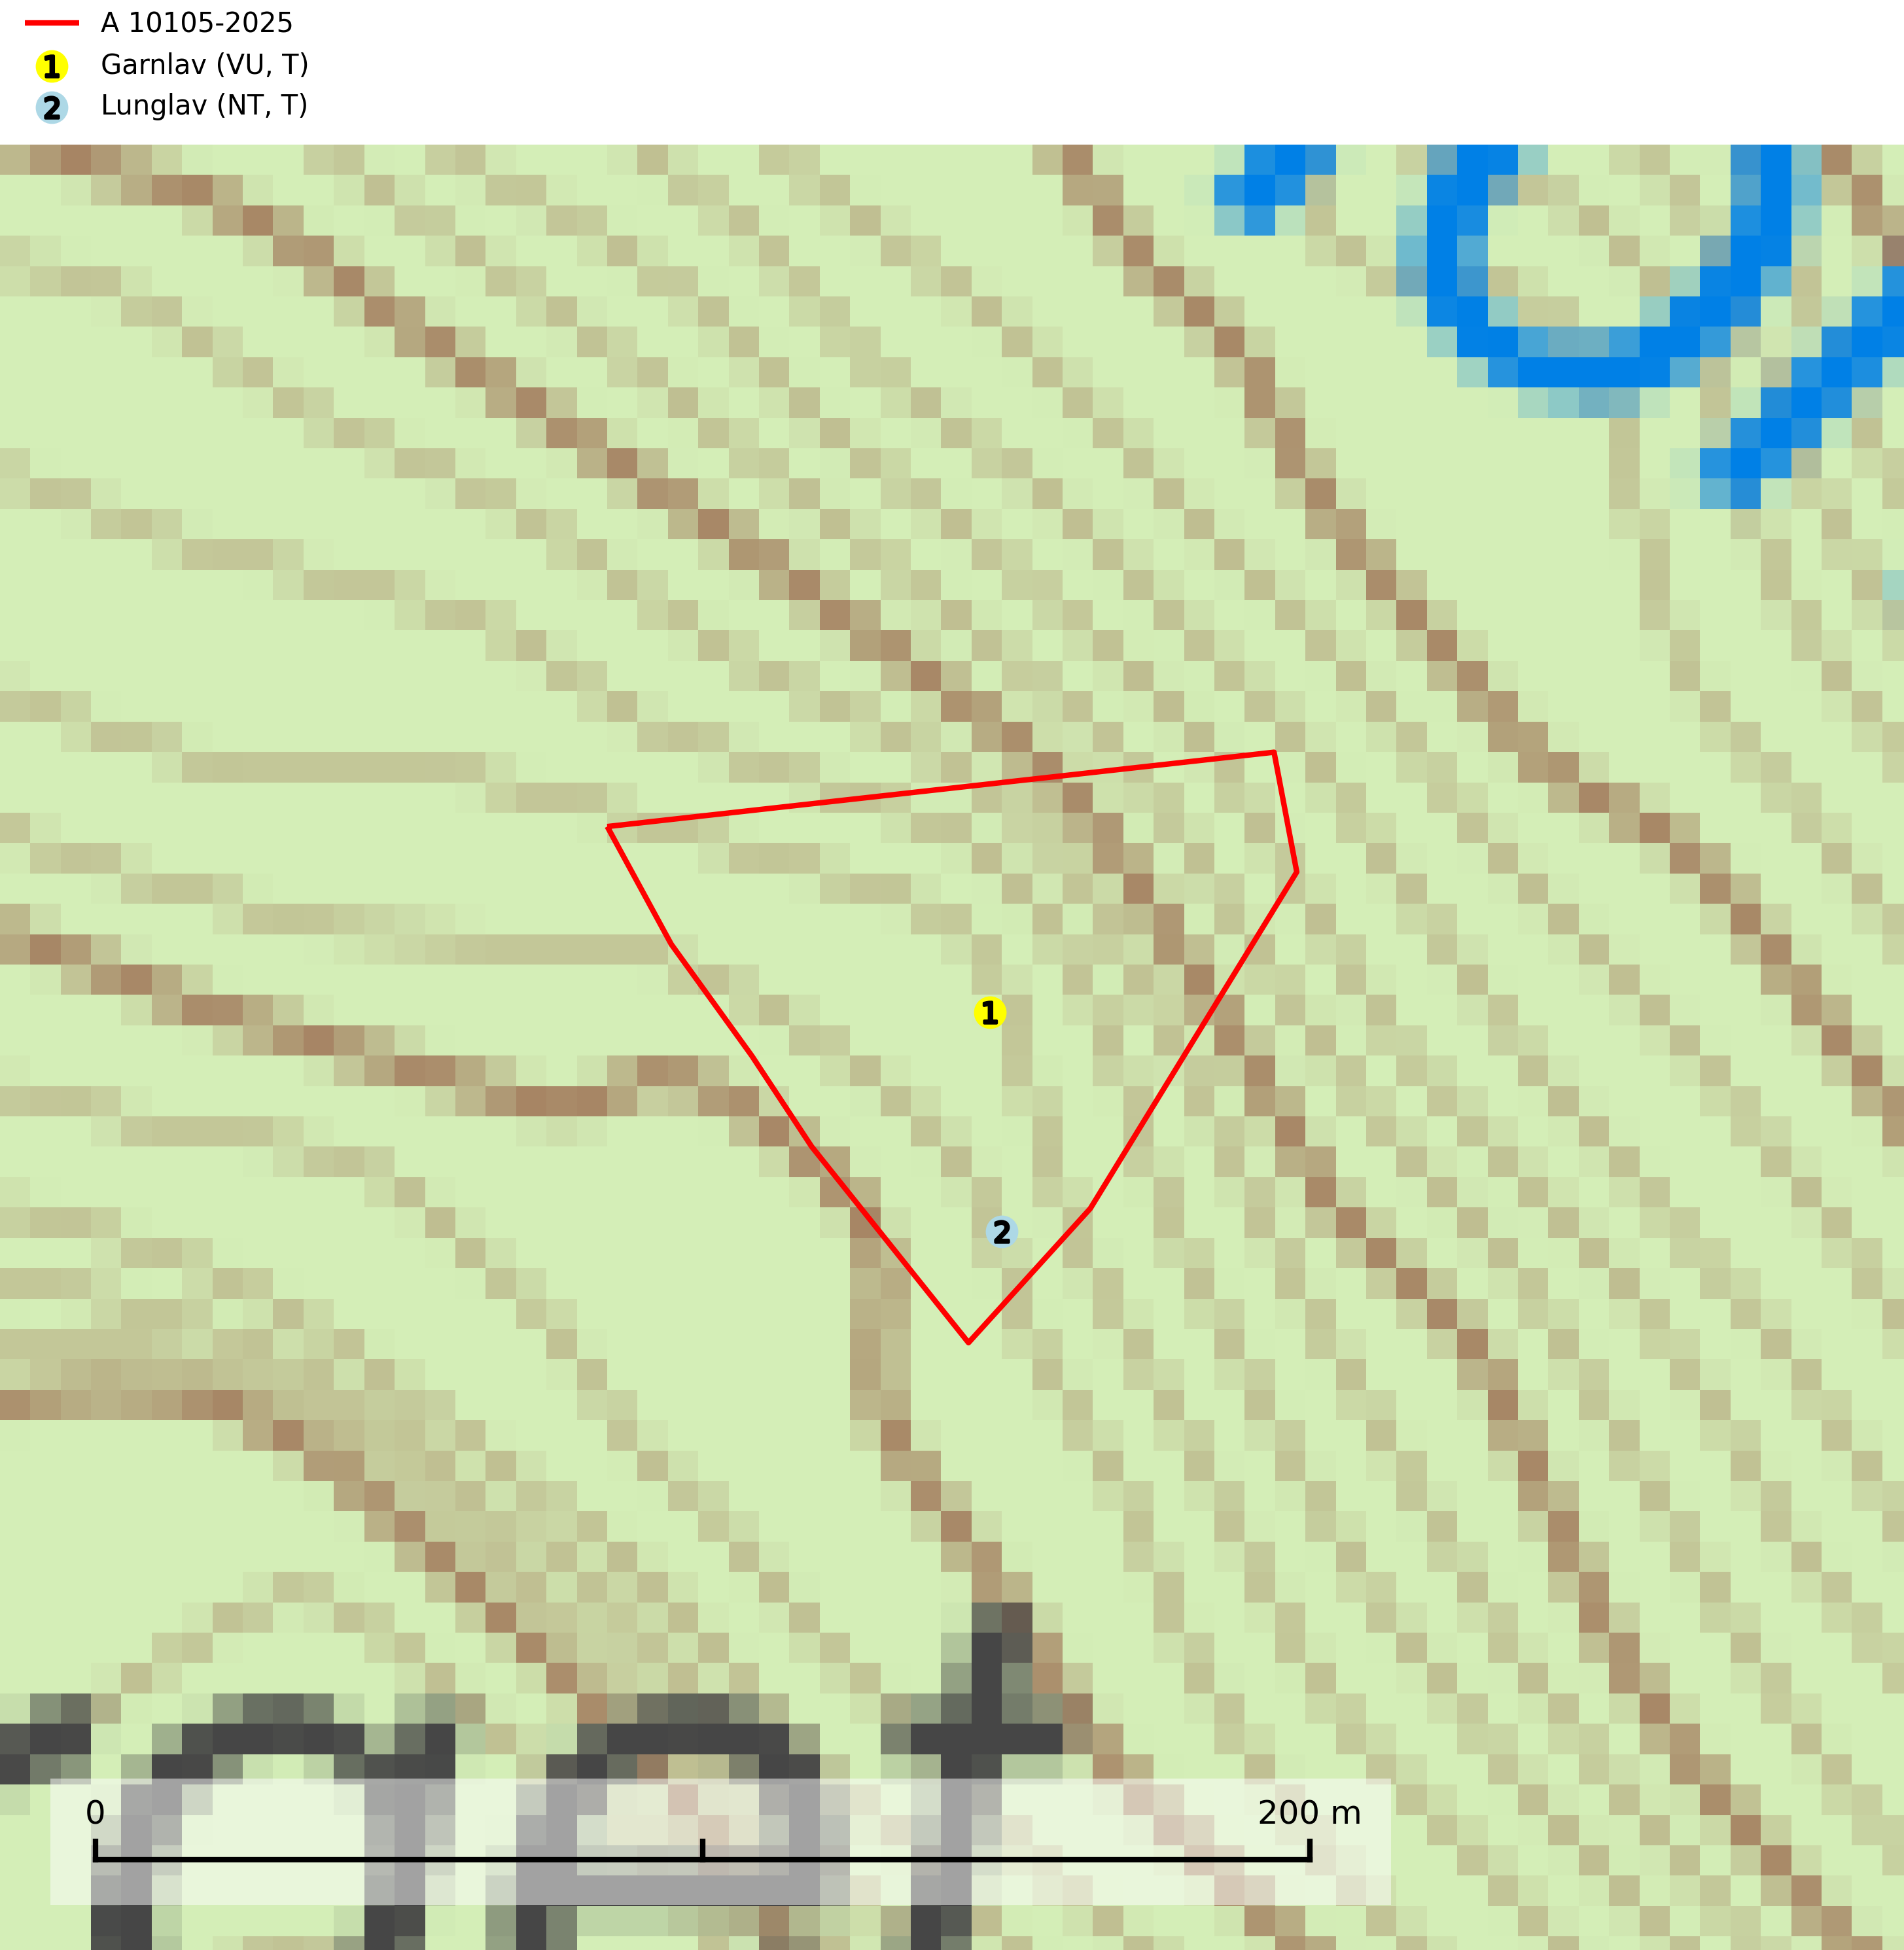 A 10105-2025
1 Garnlav (VU, T)
2 Lunglav (NT, T)
1
2
0 200 m